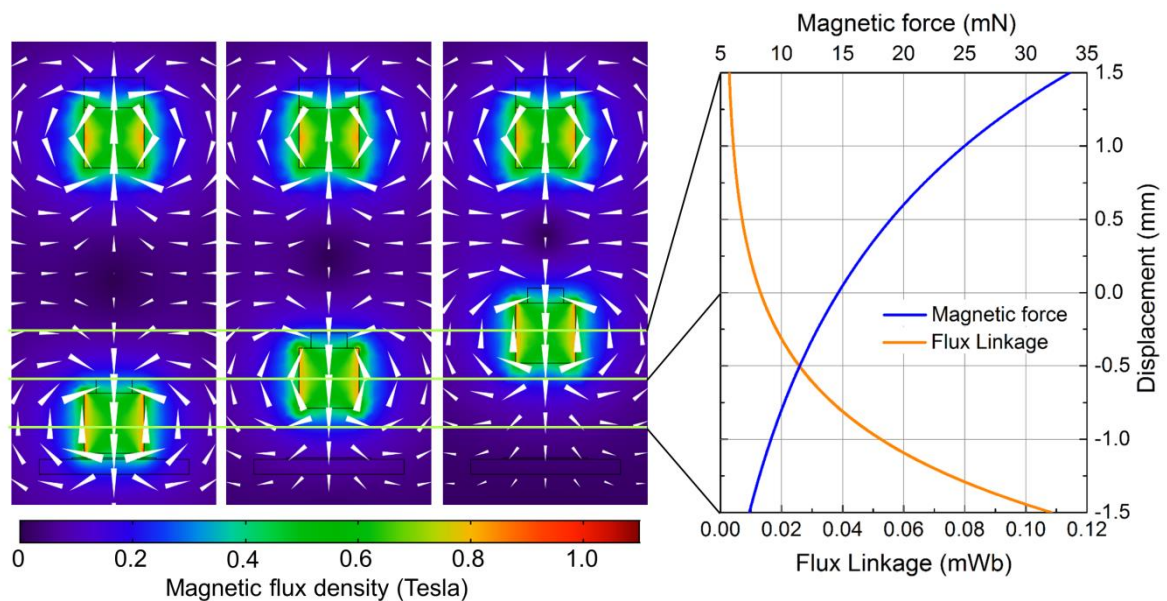 Magnetic force (mN)
5 10 15 20 25 30 35
1.5
1.0
0.5
0.0
-0.5
-1.0
-1.5
Displacement (mm)
Magnetic force
Flux Linkage
0.00 0.02 0.04 0.06 0.08 0.10 0.12
Flux Linkage (mWb)
0 0.2 0.4 0.6 0.8 1.0
Magnetic flux density (Tesla)